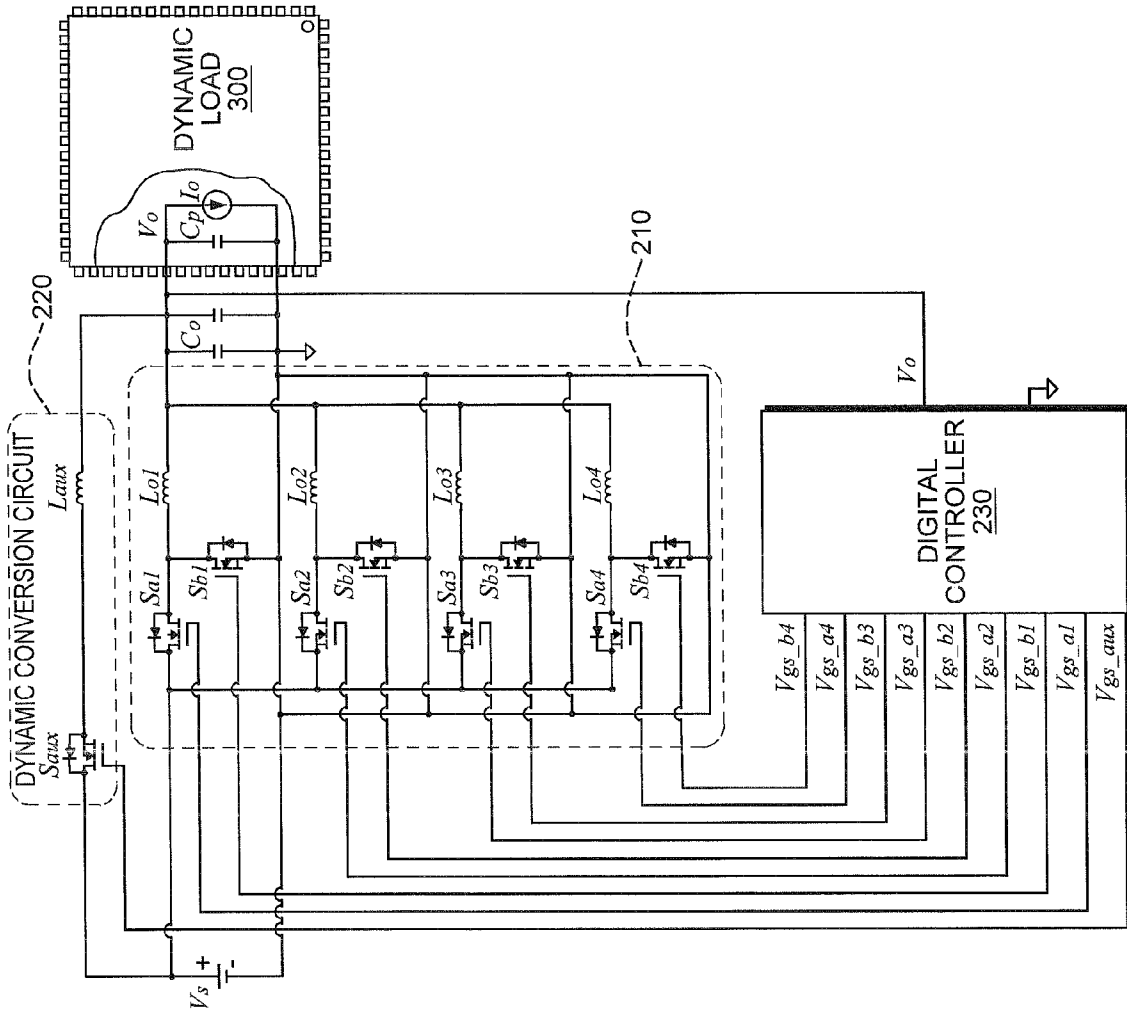 DYNAMIC CONVERSION CIRCUIT
220
Saux
Laux
DYNAMIC
LOAD
300
Vo
Cp
Io
Co
210
Vs
+
-
Sa1
Lo1
Sb1
Sa2
Lo2
Sb2
Sa3
Lo3
Sb3
Sa4
Lo4
Sb4
Vo
DIGITAL
CONTROLLER
230
Vgs_b4
Vgs_a4
Vgs_b3
Vgs_a3
Vgs_b2
Vgs_a2
Vgs_b1
Vgs_a1
Vgs_aux